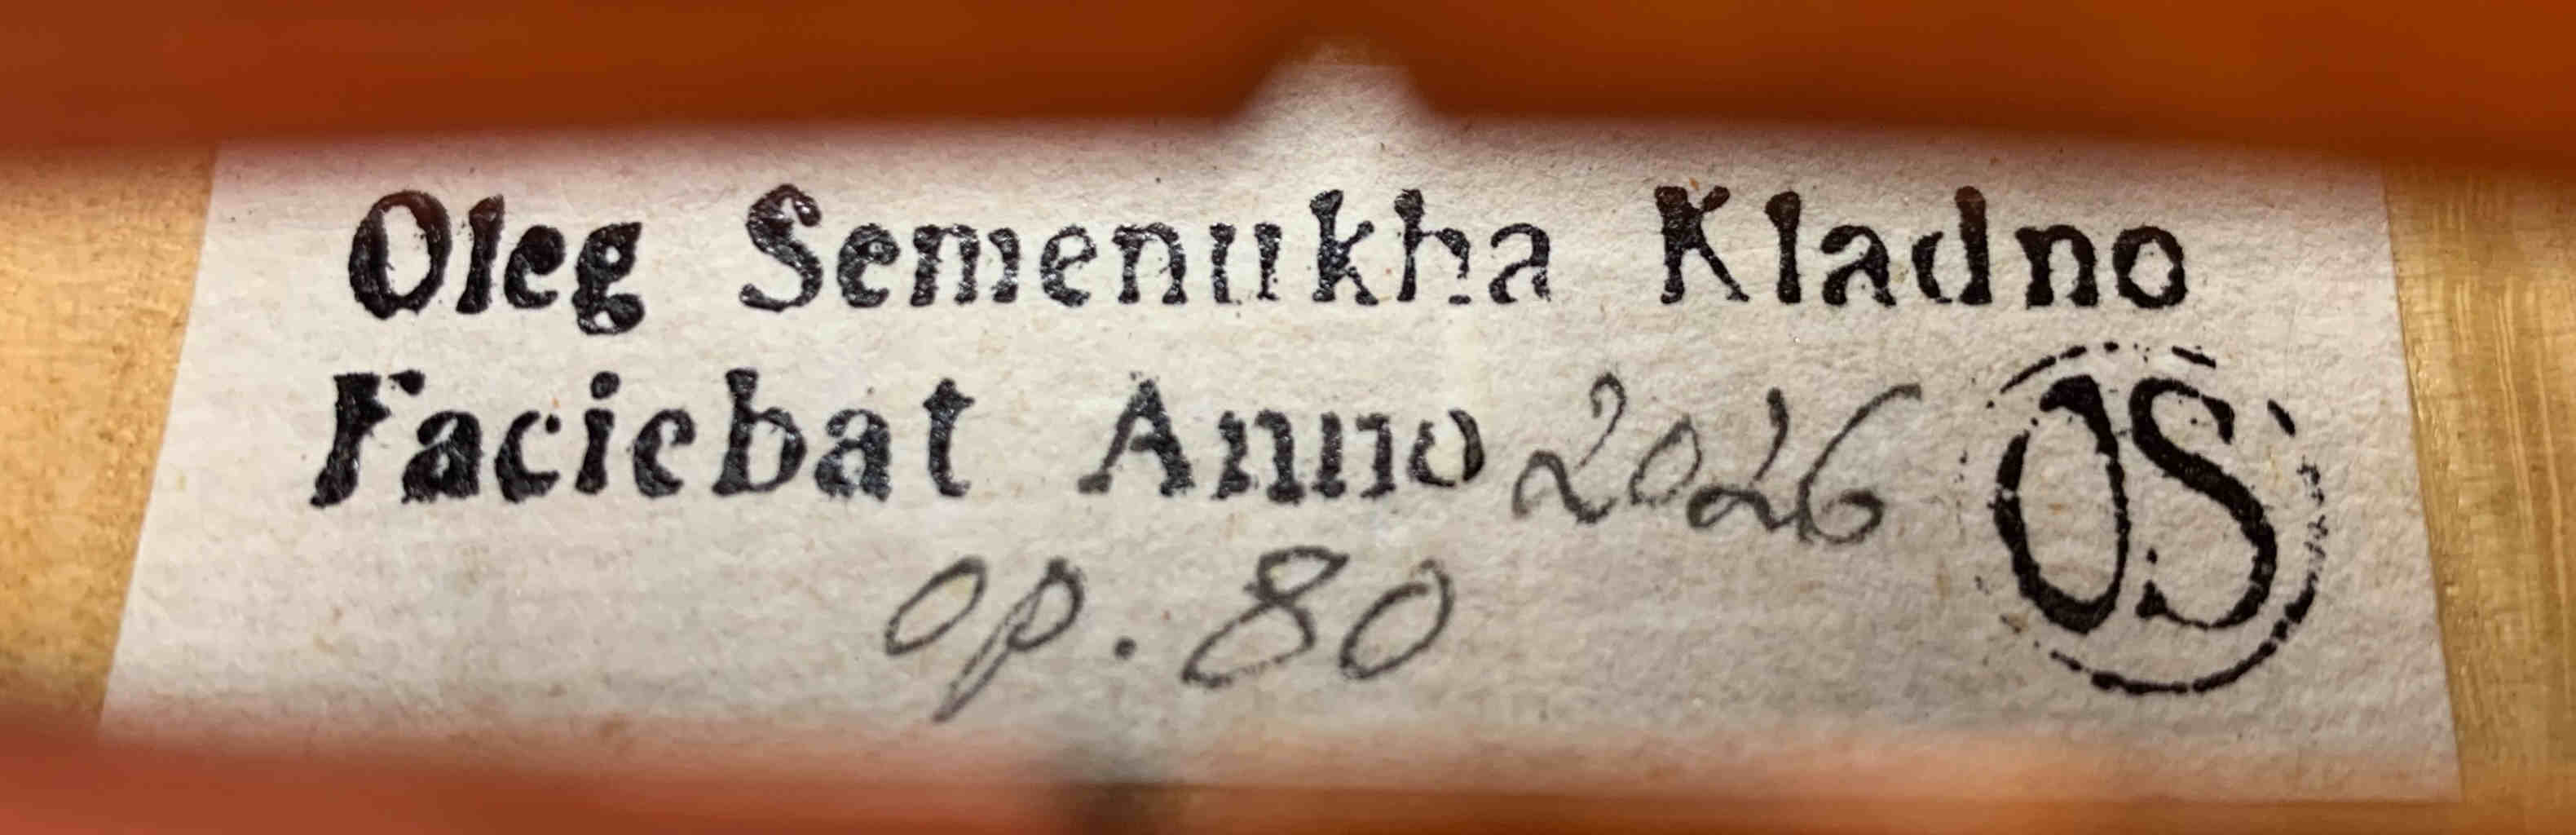 Oleg Semenukha Kladno
Faciebat Anno 2026
OS
op. 80